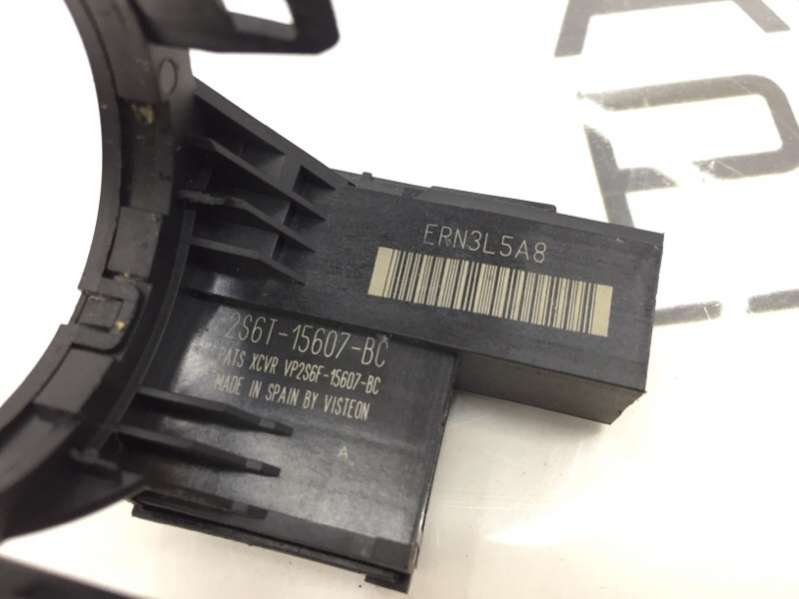 ERN3L5A8
2S6T-15607-BC
PATS XCVR VP2S6F-15607-BC
MADE IN SPAIN BY VISTEON
A